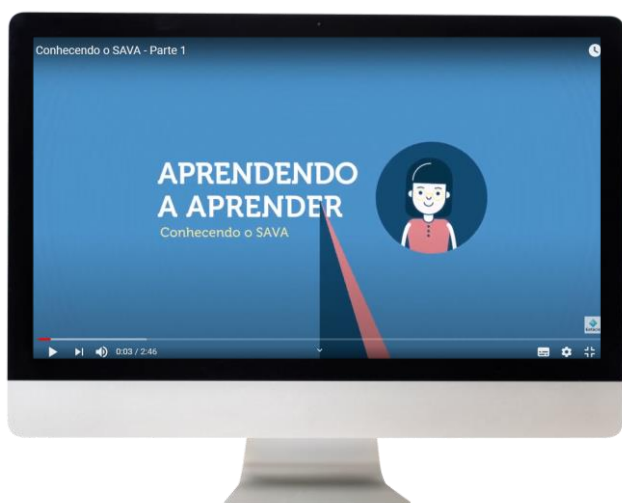 Conhecendo o SAVA - Parte 1
APRENDENDO
A APRENDER
Conhecendo o SAVA
0:03 / 2:46